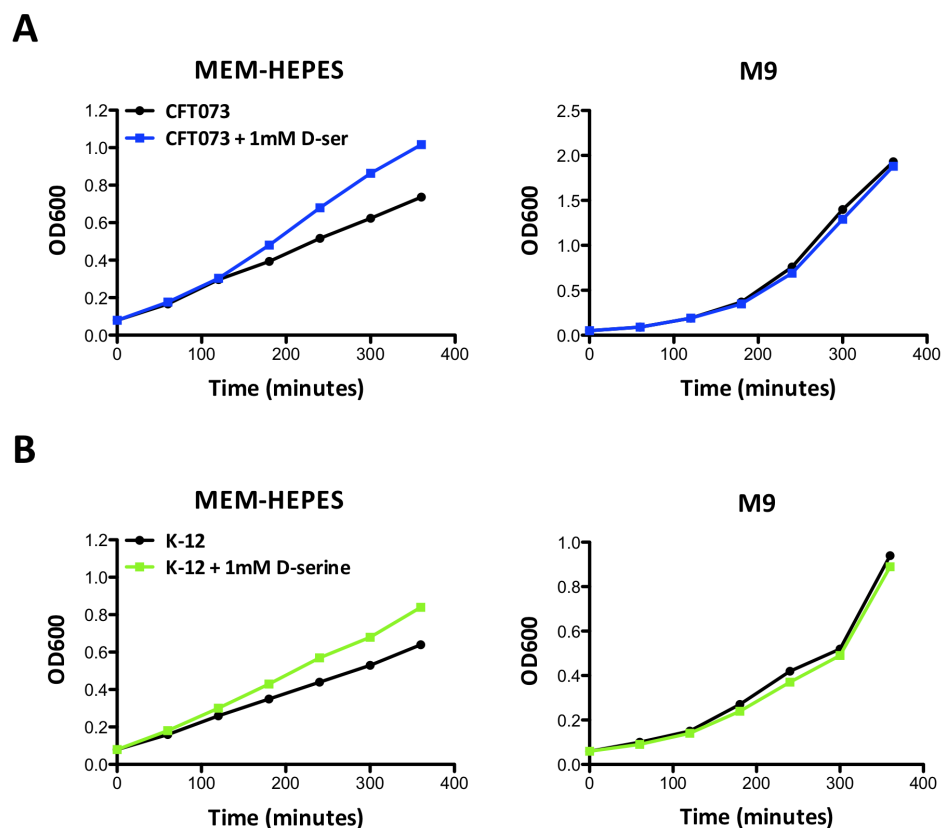 A
MEM-HEPES
M9
CFT073
CFT073 + 1mM D-ser
OD600
1.2
1.0
0.8
0.6
0.4
0.2
0.0
0 100 200 300 400
Time (minutes)
OD600
2.5
2.0
1.5
1.0
0.5
0.0
0 100 200 300 400
Time (minutes)
B
MEM-HEPES
M9
K-12
K-12 + 1mM D-serine
OD600
1.2
1.0
0.8
0.6
0.4
0.2
0.0
0 100 200 300 400
Time (minutes)
OD600
1.0
0.8
0.6
0.4
0.2
0.0
0 100 200 300 400
Time (minutes)